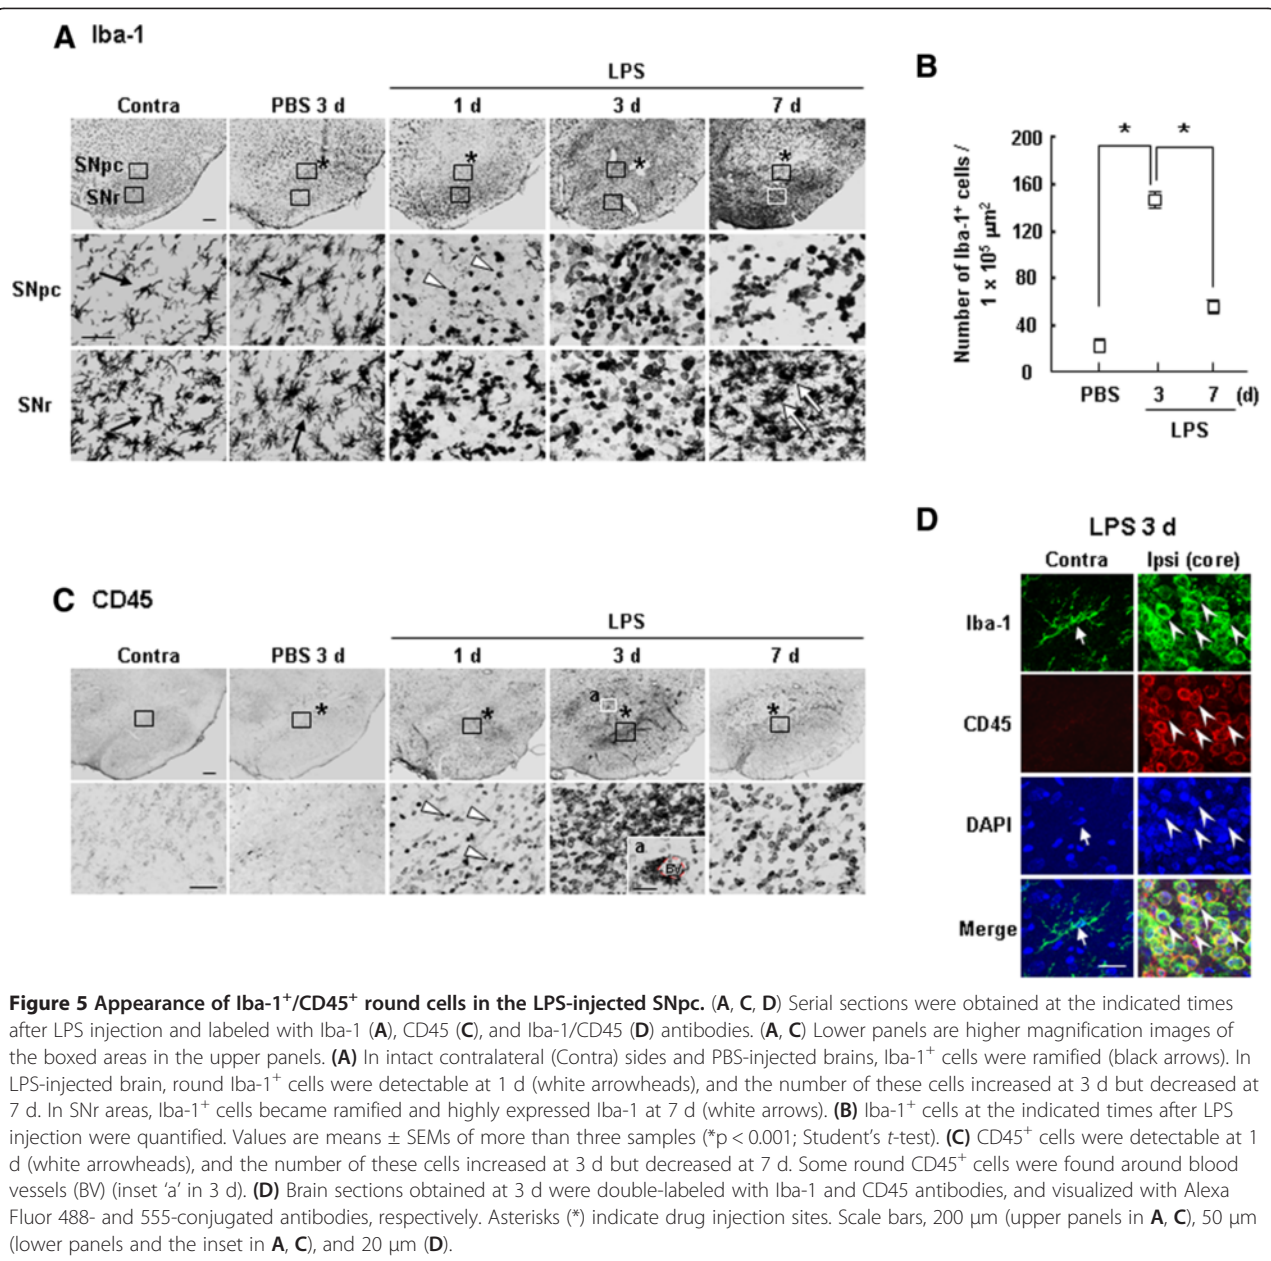 A Iba-1
LPS
Contra PBS 3 d 1 d 3 d 7 d
SNpc
SNr
*
*
*
*
SNpc
SNr
B
Number of Iba-1⁺ cells /
1 x 10⁵ µm²
200
160
120
80
40
0
* *
PBS 3 7 (d)
LPS
C CD45
LPS
Contra PBS 3 d 1 d 3 d 7 d
*
*
a
*
*
a
BV
D
LPS 3 d
Contra Ipsi (core)
Iba-1
CD45
DAPI
Merge
Figure 5 Appearance of Iba-1⁺/CD45⁺ round cells in the LPS-injected SNpc. (A, C, D) Serial sections were obtained at the indicated times
after LPS injection and labeled with Iba-1 (A), CD45 (C), and Iba-1/CD45 (D) antibodies. (A, C) Lower panels are higher magnification images of
the boxed areas in the upper panels. (A) In intact contralateral (Contra) sides and PBS-injected brains, Iba-1⁺ cells were ramified (black arrows). In
LPS-injected brain, round Iba-1⁺ cells were detectable at 1 d (white arrowheads), and the number of these cells increased at 3 d but decreased at
7 d. In SNr areas, Iba-1⁺ cells became ramified and highly expressed Iba-1 at 7 d (white arrows). (B) Iba-1⁺ cells at the indicated times after LPS
injection were quantified. Values are means ± SEMs of more than three samples (*p < 0.001; Student's t-test). (C) CD45⁺ cells were detectable at 1
d (white arrowheads), and the number of these cells increased at 3 d but decreased at 7 d. Some round CD45⁺ cells were found around blood
vessels (BV) (inset 'a' in 3 d). (D) Brain sections obtained at 3 d were double-labeled with Iba-1 and CD45 antibodies, and visualized with Alexa
Fluor 488- and 555-conjugated antibodies, respectively. Asterisks (*) indicate drug injection sites. Scale bars, 200 µm (upper panels in A, C), 50 µm
(lower panels and the inset in A, C), and 20 µm (D).